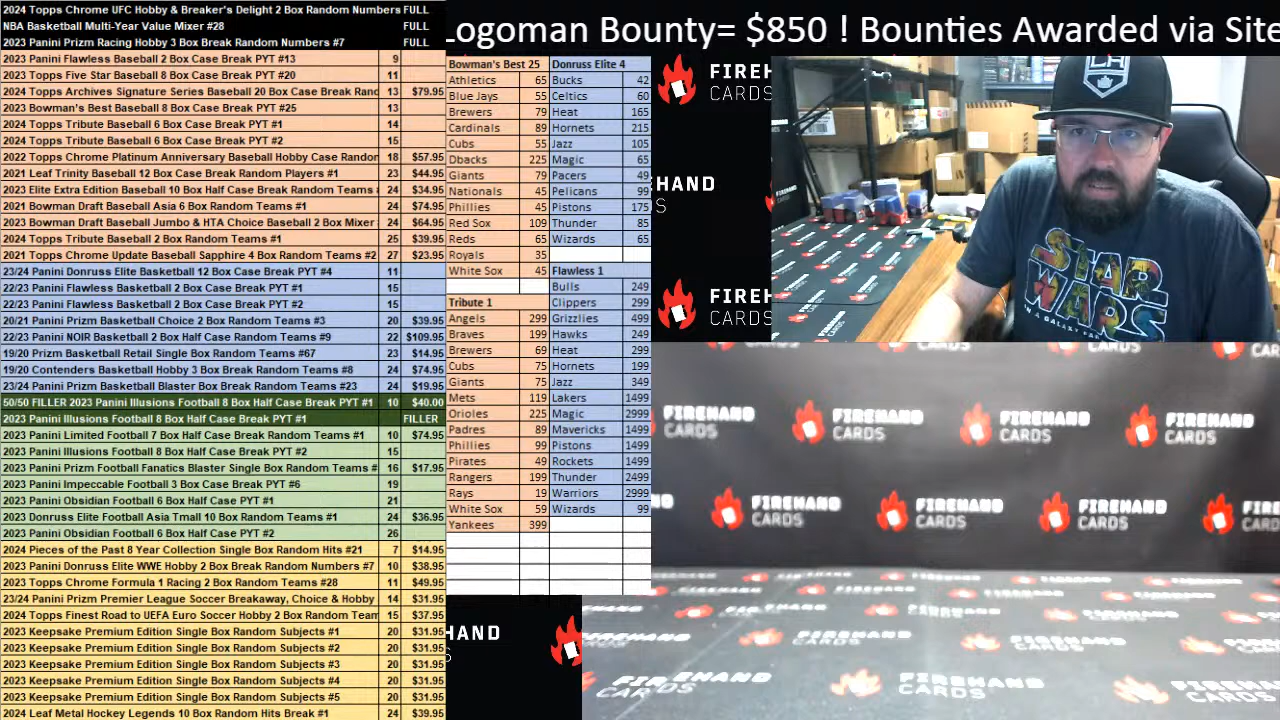 2024 Topps Chrome UFC Hobby & Breaker's Delight 2 Box Random Numbers FULL
NBA Basketball Multi-Year Value Mixer #28 FULL
2023 Panini Prizm Racing Hobby 3 Box Break Random Numbers #7 FULL
2023 Panini Flawless Baseball 2 Box Case Break PYT #13 9
2023 Topps Five Star Baseball 8 Box Case Break PYT #20 11
2024 Topps Archives Signature Series Baseball 20 Box Case Break Ranc 13 $79.95
2023 Bowman's Best Baseball 8 Box Case Break PYT #25 13
2024 Topps Tribute Baseball 6 Box Case Break PYT #1 14
2024 Topps Tribute Baseball 6 Box Case Break PYT #2 15
2022 Topps Chrome Platinum Anniversary Baseball Hobby Case Randor 18 $57.95
2021 Leaf Trinity Baseball 12 Box Case Break Random Players #1 23 $44.95
2023 Elite Extra Edition Baseball 10 Box Half Case Break Random Teams 24 $34.95
2021 Bowman Draft Baseball Asia 6 Box Random Teams #1 24 $74.95
2023 Bowman Draft Baseball Jumbo & HTA Choice Baseball 2 Box Mixer 24 $64.95
2024 Topps Tribute Baseball 2 Box Random Teams #1 25 $39.95
2021 Topps Chrome Update Baseball Sapphire 4 Box Random Teams #2 27 $23.95
23/24 Panini Donruss Elite Basketball 12 Box Case Break PYT #4 11
22/23 Panini Flawless Basketball 2 Box Case Break PYT #1 15
22/23 Panini Flawless Basketball 2 Box Case Break PYT #2 15
20/21 Panini Prizm Basketball Choice 2 Box Random Teams #3 20 $39.95
22/23 Panini NOIR Basketball 2 Box Half Case Random Teams #9 22 $109.95
19/20 Prizm Basketball Retail Single Box Random Teams #67 23 $14.95
19/20 Contenders Basketball Hobby 3 Box Break Random Teams #8 24 $74.95
23/24 Panini Prizm Basketball Blaster Box Break Random Teams #23 24 $19.95
50/50 FILLER 2023 Panini Illusions Football 8 Box Half Case Break PYT #1 10 $40.00
2023 Panini Illusions Football 8 Box Half Case Break PYT #1 FILLER
2023 Panini Limited Football 7 Box Half Case Break Random Teams #1 10 $74.95
2023 Panini Illusions Football 8 Box Half Case Break PYT #2 15
2023 Panini Prizm Football Fanatics Blaster Single Box Random Teams # 16 $17.95
2023 Panini Impeccable Football 3 Box Case Break PYT #6 19
2023 Panini Obsidian Football 6 Box Half Case PYT #1 21
2023 Donruss Elite Football Asia Tmall 10 Box Random Teams #1 24 $36.95
2023 Panini Obsidian Football 6 Box Half Case PYT #2 26
2024 Pieces of the Past 8 Year Collection Single Box Random Hits #21 7 $14.95
2023 Panini Donruss Elite WWE Hobby 2 Box Break Random Numbers #7 10 $38.95
2023 Topps Chrome Formula 1 Racing 2 Box Random Teams #28 11 $49.95
23/24 Panini Prizm Premier League Soccer Breakaway, Choice & Hobby 14 $31.95
2024 Topps Finest Road to UEFA Euro Soccer Hobby 2 Box Random Team 15 $37.95
2023 Keepsake Premium Edition Single Box Random Subjects #1 20 $31.95
2023 Keepsake Premium Edition Single Box Random Subjects #2 20 $31.95
2023 Keepsake Premium Edition Single Box Random Subjects #3 20 $31.95
2023 Keepsake Premium Edition Single Box Random Subjects #4 20 $31.95
2023 Keepsake Premium Edition Single Box Random Subjects #5 20 $31.95
2024 Leaf Metal Hockey Legends 10 Box Random Hits Break #1 24 $39.95
Logoman Bounty= $850 ! Bounties Awarded via Site
Bowman's Best 25
Athletics 65
Blue Jays 55
Brewers 79
Cardinals 89
Cubs 55
Dbacks 225
Giants 79
Nationals 45
Phillies 45
Red Sox 109
Reds 65
Royals 35
White Sox 45
Tribute 1
Angels 299
Braves 199
Brewers 69
Cubs 75
Giants 75
Mets 119
Orioles 225
Padres 89
Phillies 99
Pirates 49
Rangers 199
Rays 19
White Sox 59
Yankees 399
Donruss Elite 4
Bucks 42
Celtics 60
Heat 165
Hornets 215
Jazz 105
Magic 65
Pacers 49
Pelicans 99
Pistons 175
Thunder 85
Wizards 65
Flawless 1
Bulls 249
Clippers 299
Grizzlies 499
Hawks 249
Heat 299
Hornets 199
Jazz 349
Lakers 1499
Magic 2999
Mavericks 1499
Pistons 1499
Rockets 1499
Thunder 2499
Warriors 2999
Wizards 99
FIREH
CARDS
HAND
S
FIREH
CARDS
HAND
STAR
WARS
IN A GALAXY FA
FIREHAND
CARDS
FIREHAND
CARDS
FIREHAND
CARDS
FIREHAND
CARDS
FIREHAND
CARDS
FIREHAND
CARDS
FIREHAND
CARDS
FIREHAND
CARDS
FIREHAND
CARDS